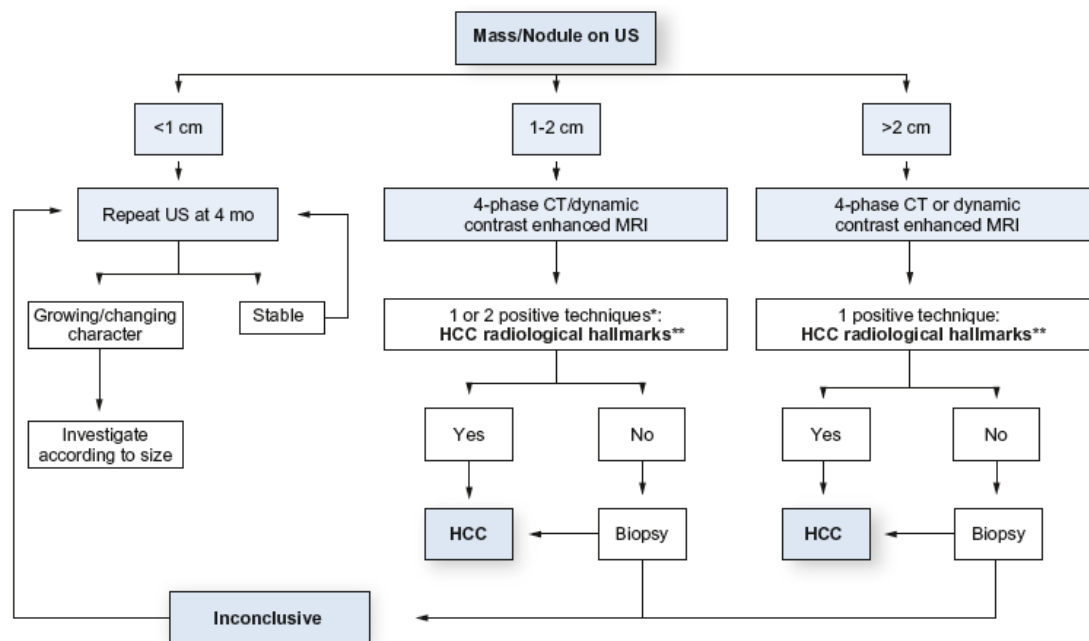 Mass/Nodule on US
<1 cm
1-2 cm
>2 cm
Repeat US at 4 mo
4-phase CT/dynamic
contrast enhanced MRI
4-phase CT or dynamic
contrast enhanced MRI
Growing/changing
character
Stable
1 or 2 positive techniques*:
HCC radiological hallmarks**
1 positive technique:
HCC radiological hallmarks**
Investigate
according to size
Yes
No
Yes
No
HCC
Biopsy
HCC
Biopsy
Inconclusive